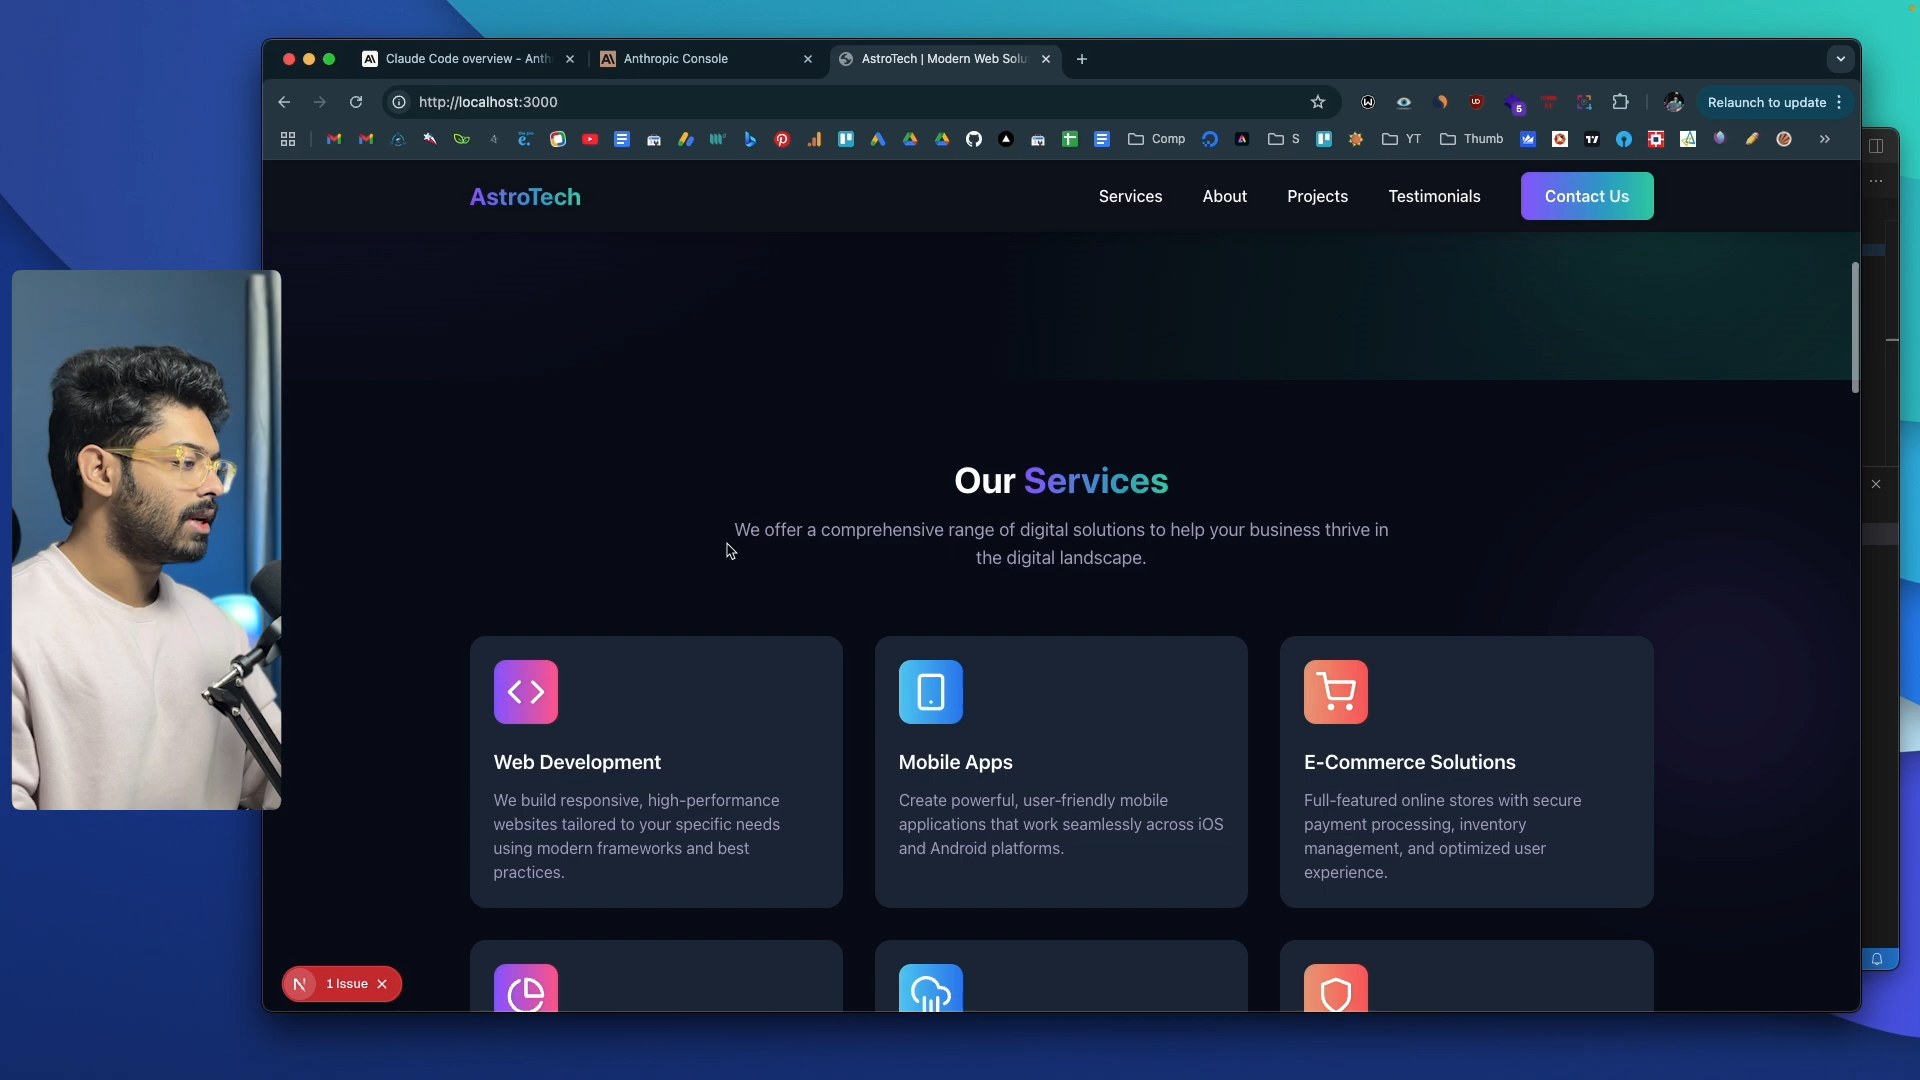 Claude Code overview - Anth
Anthropic Console
AstroTech | Modern Web Solu
http://localhost:3000
5
Relaunch to update
Comp
S
YT
Thumb
AstroTech
Services
About
Projects
Testimonials
Contact Us
Our Services
We offer a comprehensive range of digital solutions to help your business thrive in
the digital landscape.
Web Development
We build responsive, high-performance
websites tailored to your specific needs
using modern frameworks and best
practices.
Mobile Apps
Create powerful, user-friendly mobile
applications that work seamlessly across iOS
and Android platforms.
E-Commerce Solutions
Full-featured online stores with secure
payment processing, inventory
management, and optimized user
experience.
N 1 Issue